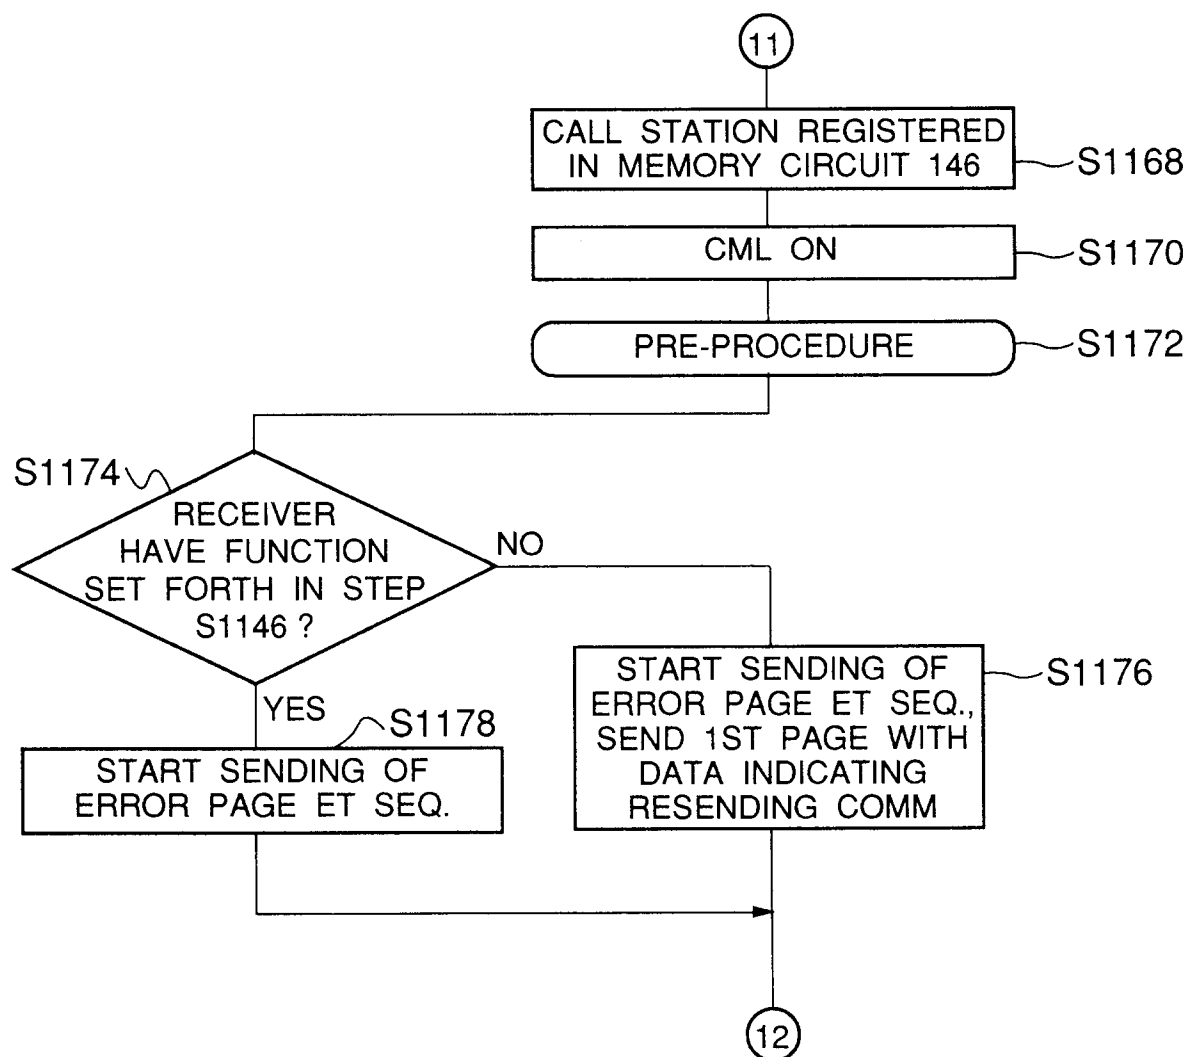 11
CALL STATION REGISTERED
IN MEMORY CIRCUIT 146
S1168
CML ON
S1170
PRE-PROCEDURE
S1172
S1174
RECEIVER
HAVE FUNCTION
SET FORTH IN STEP
S1146 ?
NO
YES
S1178
START SENDING OF
ERROR PAGE ET SEQ.
START SENDING OF
ERROR PAGE ET SEQ.,
SEND 1ST PAGE WITH
DATA INDICATING
RESENDING COMM
S1176
12